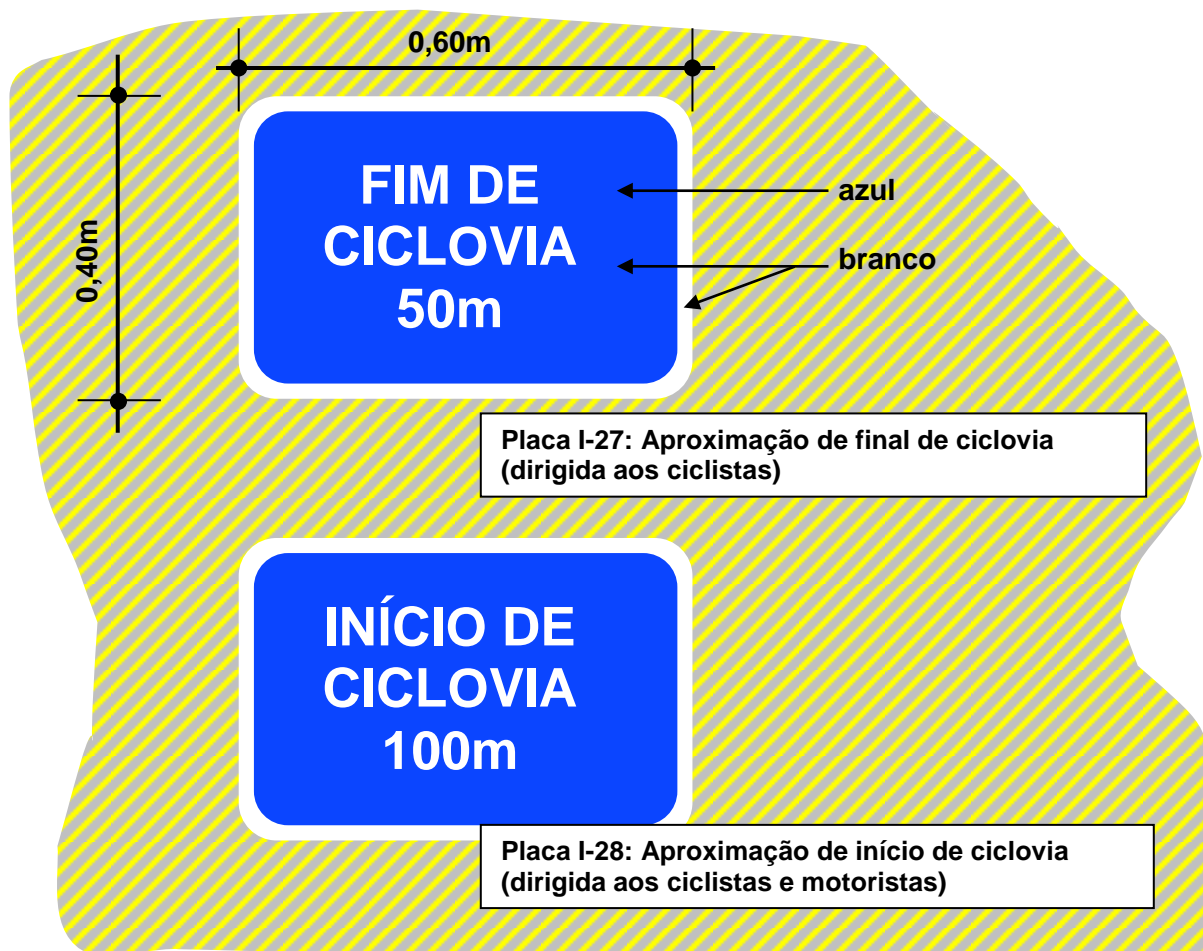 0,60m
0,40m
FIM DE
CICLOVIA
50m
azul
branco
Placa I-27: Aproximação de final de ciclovia
(dirigida aos ciclistas)
INÍCIO DE
CICLOVIA
100m
Placa I-28: Aproximação de início de ciclovia
(dirigida aos ciclistas e motoristas)